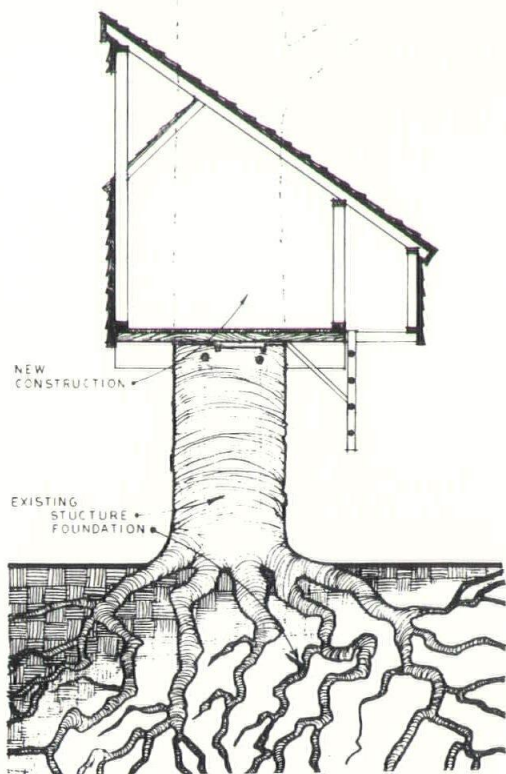 NEW
CONSTRUCTION
EXISTING
STUCTURE
FOUNDATION